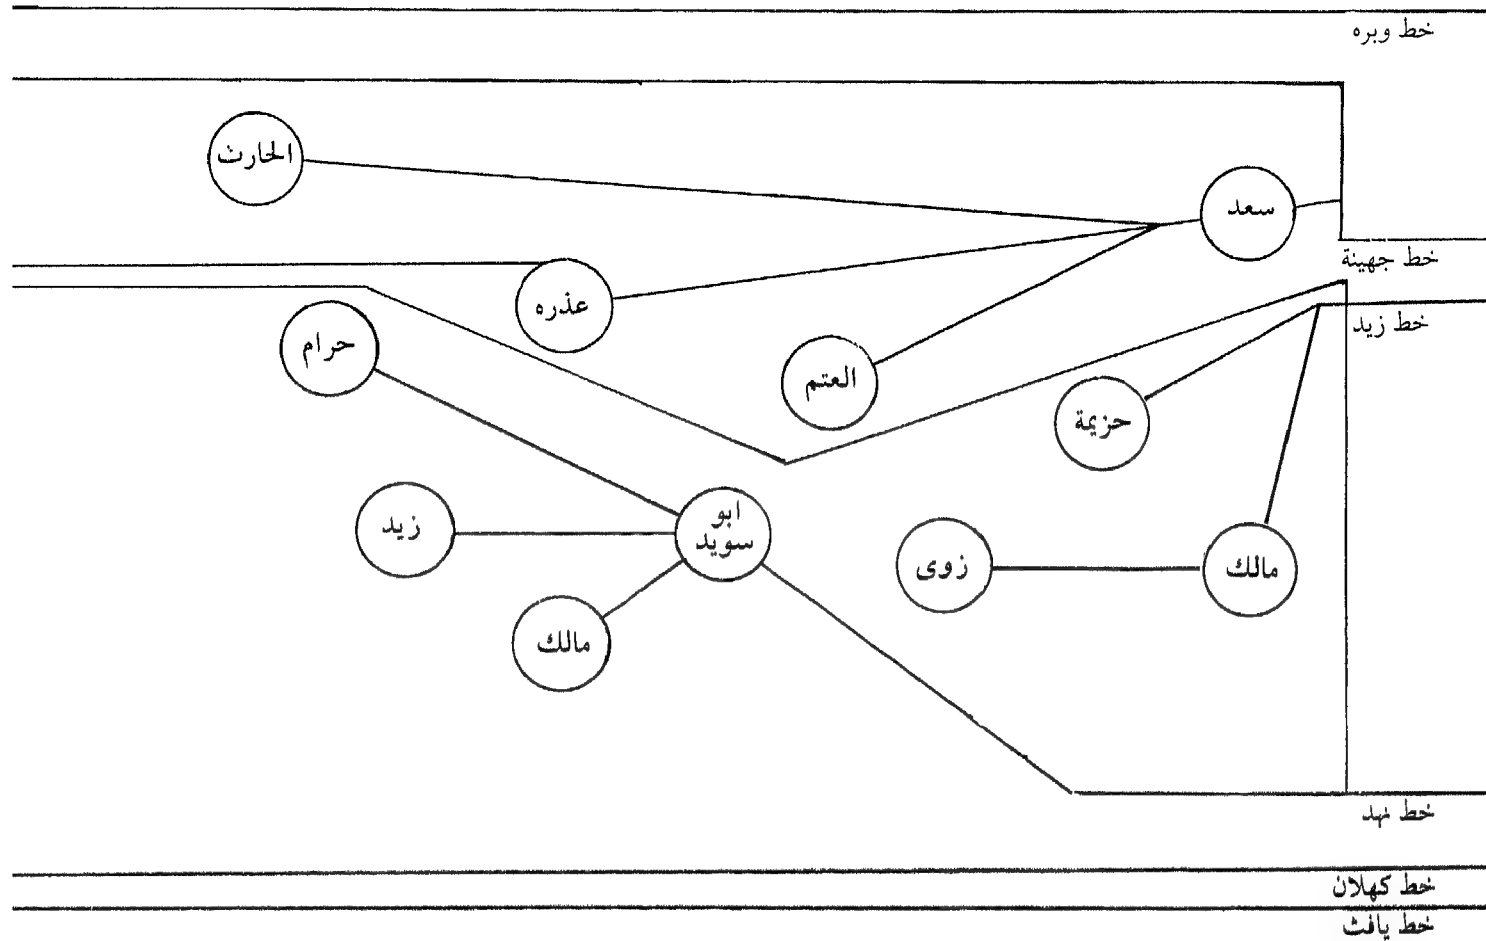 خط وبره
الحارث
سعد
خط جهينة
عذره
خط زيد
حرام
العتم
حزيمة
ابو
سويد
زيد
زوى
مالك
مالك
خط نهد
خط كهلان
خط يافث